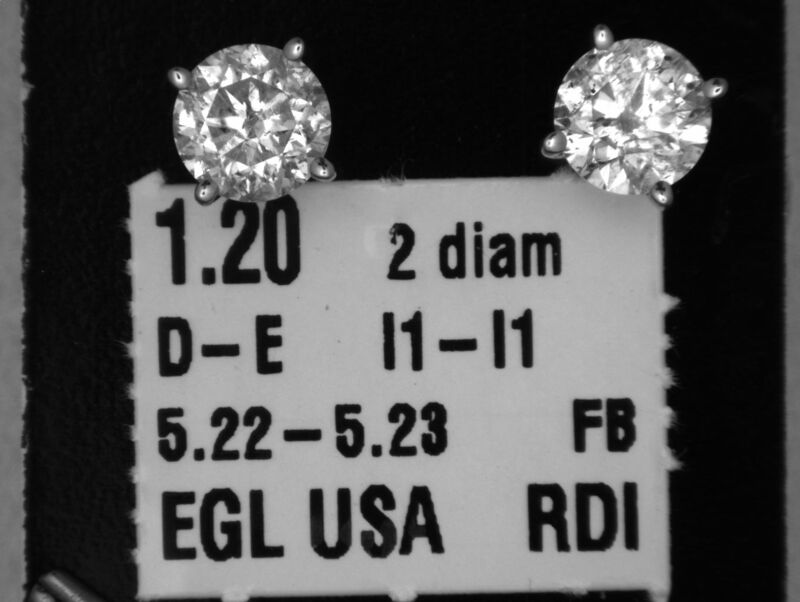 1.20 2 diam
D-E I1-I1
5.22-5.23 FB
EGL USA RDI